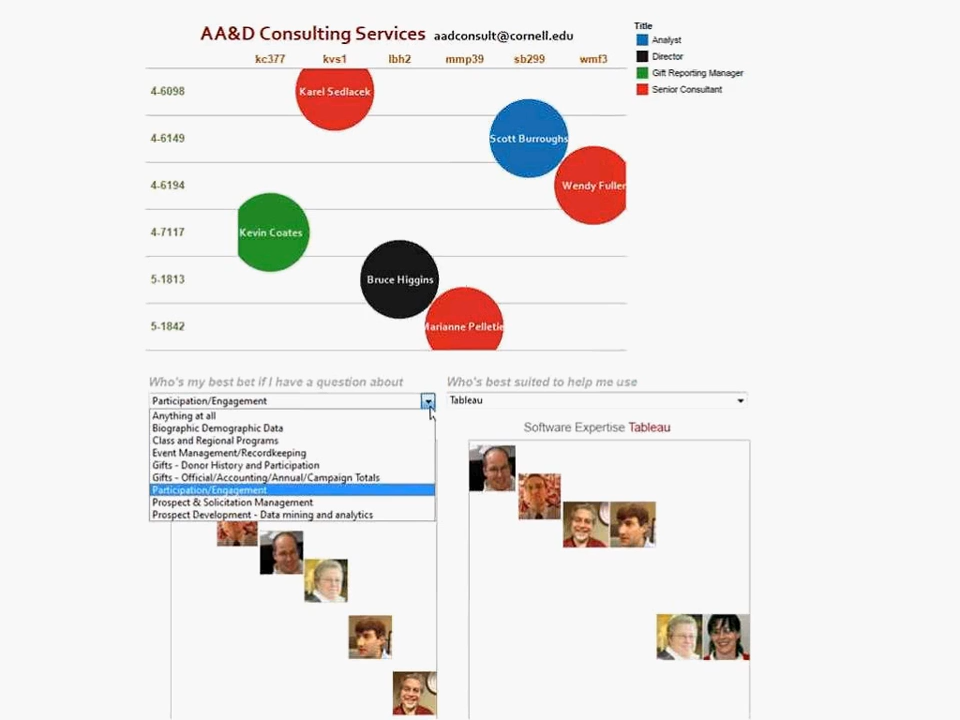 AA&D Consulting Services aadconsult@cornell.edu
Title
Analyst
Director
Gift Reporting Manager
Senior Consultant
kc377 kvs1 lbh2 mmp39 sb299 wmf3
4-6098 Karel Sedlacek
4-6149 Scott Burroughs
4-6194 Wendy Fuller
4-7117 Kevin Coates
5-1813 Bruce Higgins
5-1842 Marianne Pelletie
Who's my best bet if I have a question about
Participation/Engagement
Anything at all
Biographic Demographic Data
Class and Regional Programs
Event Management/Recordkeeping
Gifts - Donor History and Participation
Gifts - Official/Accounting/Annual/Campaign Totals
Participation/Engagement
Prospect & Solicitation Management
Prospect Development - Data mining and analytics
Who's best suited to help me use
Tableau
Software Expertise Tableau